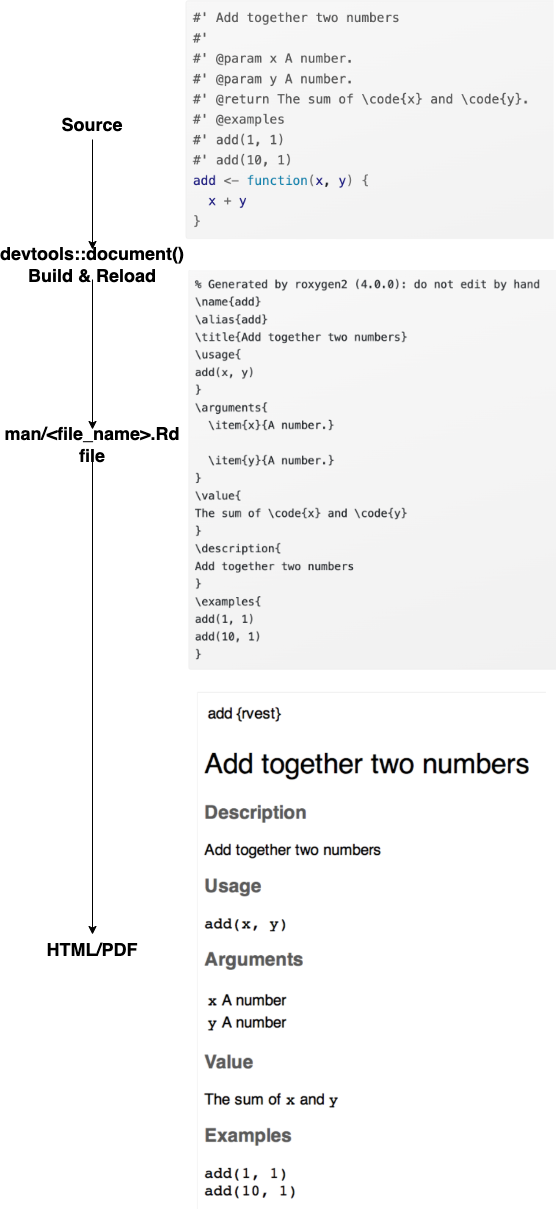 #' Add together two numbers
#'
#' @param x A number.
#' @param y A number.
#' @return The sum of \code{x} and \code{y}.
#' @examples
#' add(1, 1)
#' add(10, 1)
add <- function(x, y) {
  x + y
}
Source
devtools::document()
Build & Reload
% Generated by roxygen2 (4.0.0): do not edit by hand
\name{add}
\alias{add}
\title{Add together two numbers}
\usage{
add(x, y)
}
\arguments{
  \item{x}{A number.}

  \item{y}{A number.}
}
\value{
The sum of \code{x} and \code{y}
}
\description{
Add together two numbers
}
\examples{
add(1, 1)
add(10, 1)
}
man/<file_name>.Rd
file
add {rvest}
Add together two numbers
Description
Add together two numbers
Usage
add(x, y)
Arguments
x A number
y A number
Value
The sum of x and y
Examples
add(1, 1)
add(10, 1)
HTML/PDF